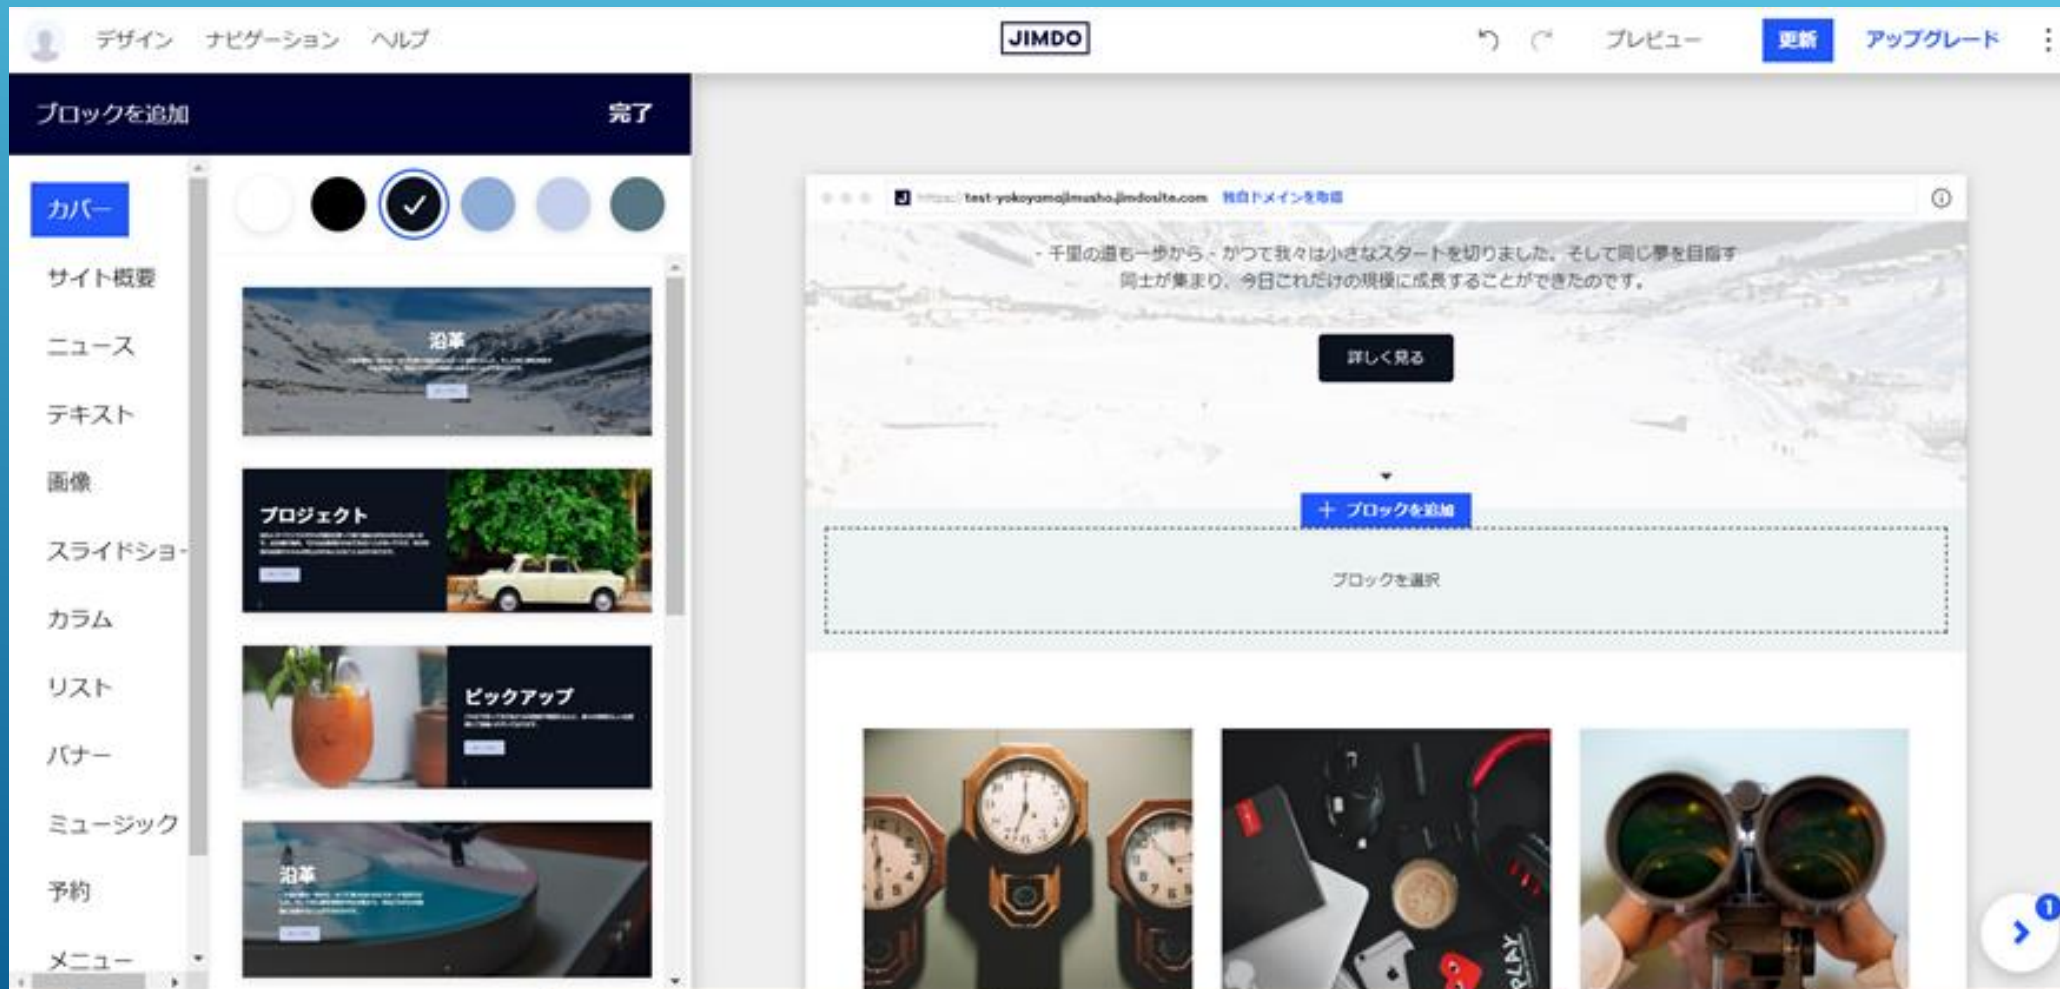 デザイン ナビゲーション ヘルプ
JIMDO
プレビュー
更新
アップグレード
ブロックを追加
完了
カバー
サイト概要
ニュース
テキスト
画像
スライドショー
カラム
リスト
バナー
ミュージック
予約
メニュー
沿革
プロジェクト
ピックアップ
沿革
https://test-yokoyamajimusho.jimdosite.com 独自ドメインを取得
- 千里の道も一歩から - かつて我々は小さなスタートを切りました。そして同じ夢を目指す
同士が集まり、今日これだけの規模に成長することができたのです。
詳しく見る
+ ブロックを追加
ブロックを選択
PLAY
1